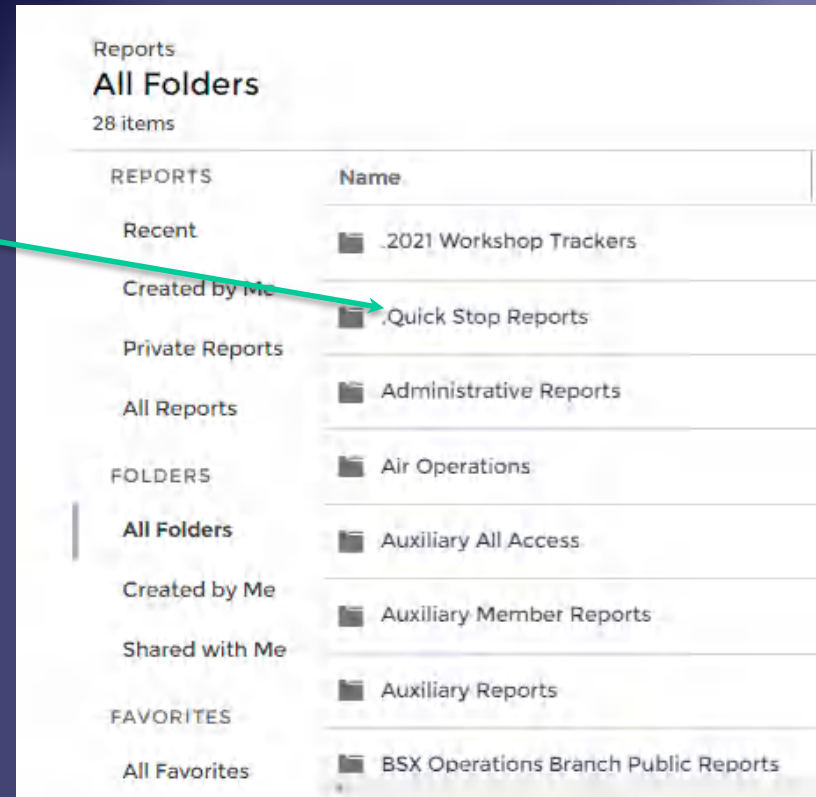 Reports
All Folders
28 items
REPORTS
Recent
Created by Me
Private Reports
All Reports
FOLDERS
All Folders
Created by Me
Shared with Me
FAVORITES
All Favorites
Name
.2021 Workshop Trackers
.Quick Stop Reports
Administrative Reports
Air Operations
Auxiliary All Access
Auxiliary Member Reports
Auxiliary Reports
BSX Operations Branch Public Reports